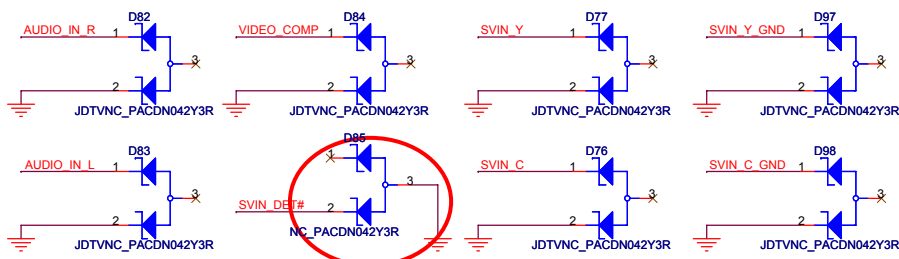 D82 D84 D77 D97
AUDIO_IN_R 1 3 VIDEO_COMP 1 3 SVIN_Y 1 3 SVIN_Y_GND 1 3
2 2 2 2
JDTVNC_PACDN042Y3R JDTVNC_PACDN042Y3R JDTVNC_PACDN042Y3R JDTVNC_PACDN042Y3R
D83 D85 D76 D98
AUDIO_IN_L 1 3 1 3 SVIN_C 1 3 SVIN_C_GND 1 3
2 SVIN_DET# 2 2 2
JDTVNC_PACDN042Y3R NC_PACDN042Y3R JDTVNC_PACDN042Y3R JDTVNC_PACDN042Y3R